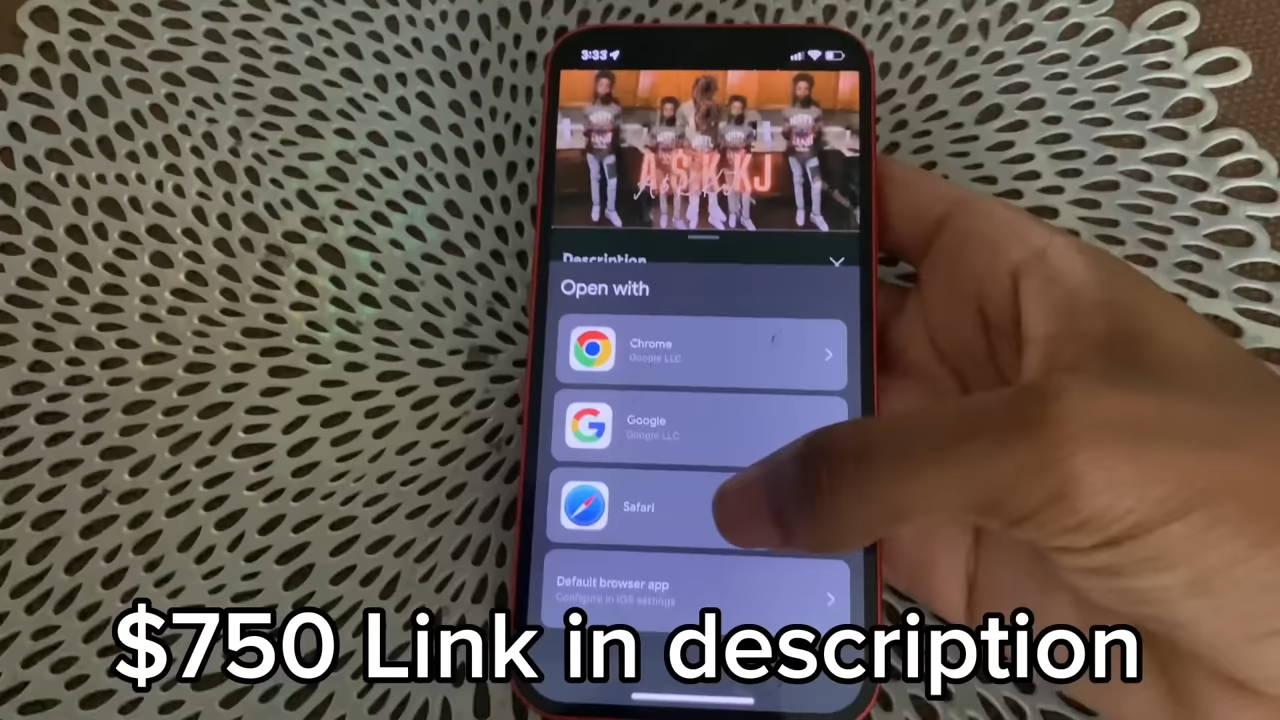 3:33
ASKKJ
Description
Open with
Chrome
Google LLC
Google
Google LLC
Safari
Default browser app
Configure in iOS settings
$750 Link in description